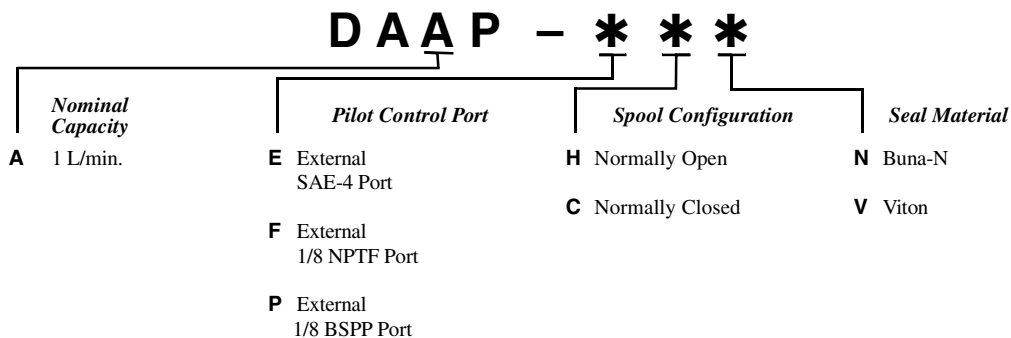 DAAP – ***
Nominal
Capacity
A 1 L/min.
Pilot Control Port
E External
SAE-4 Port
F External
1/8 NPTF Port
P External
1/8 BSPP Port
Spool Configuration
H Normally Open
C Normally Closed
Seal Material
N Buna-N
V Viton